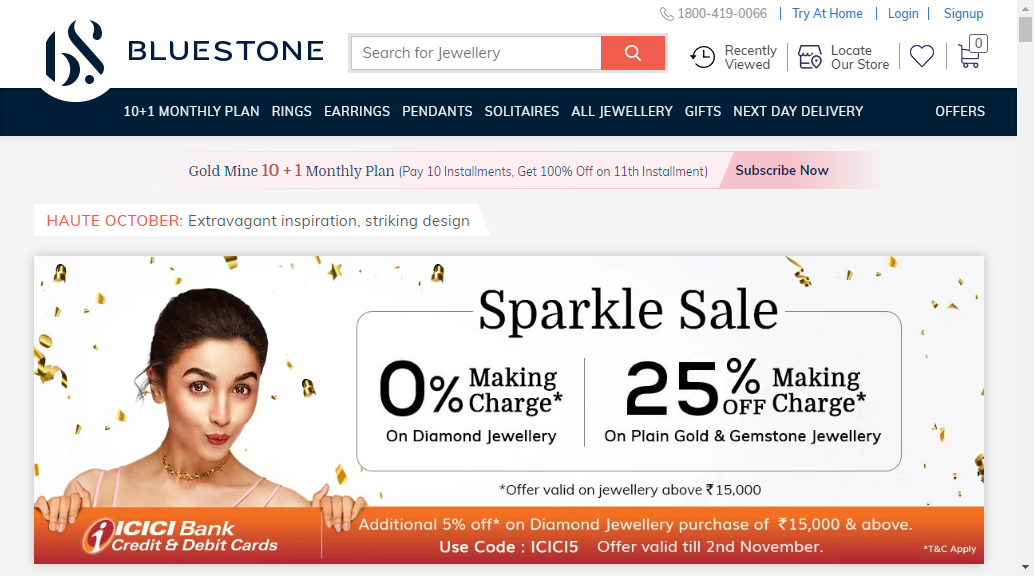 1800-419-0066 | Try At Home | Login | Signup
BLUESTONE
Search for Jewellery
Recently
Viewed
Locate
Our Store
0
10+1 MONTHLY PLAN RINGS EARRINGS PENDANTS SOLITAIRES ALL JEWELLERY GIFTS NEXT DAY DELIVERY OFFERS
Gold Mine 10 + 1 Monthly Plan (Pay 10 Installments, Get 100% Off on 11th Installment) Subscribe Now
HAUTE OCTOBER: Extravagant inspiration, striking design
Sparkle Sale
0% Making
Charge*
On Diamond Jewellery
25% OFF Making
Charge*
On Plain Gold & Gemstone Jewellery
*Offer valid on jewellery above ₹15,000
ICICI Bank
Credit & Debit Cards
Additional 5% off* on Diamond Jewellery purchase of ₹15,000 & above.
Use Code : ICICI5 Offer valid till 2nd November.
*T&C Apply